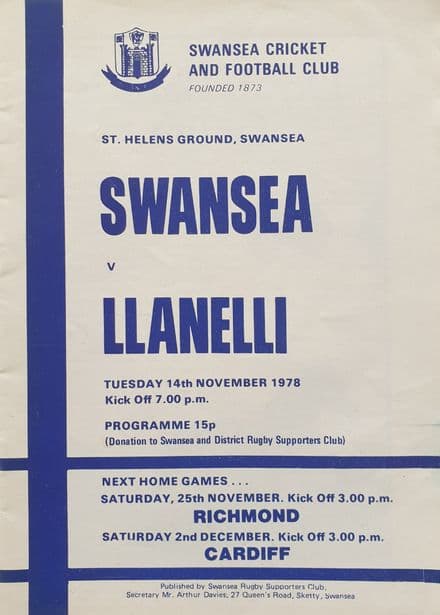 SWANSEA CRICKET
AND FOOTBALL CLUB
FOUNDED 1873
ST. HELENS GROUND, SWANSEA
SWANSEA
v
LLANELLI
TUESDAY 14th NOVEMBER 1978
Kick Off 7.00 p.m.
PROGRAMME 15p
(Donation to Swansea and District Rugby Supporters Club)
NEXT HOME GAMES . . .
SATURDAY, 25th NOVEMBER. Kick Off 3.00 p.m.
RICHMOND
SATURDAY 2nd DECEMBER. Kick Off 3.00 p.m.
CARDIFF
Published by Swansea Rugby Supporters Club,
Secretary Mr. Arthur Davies, 27 Queen's Road, Sketty, Swansea